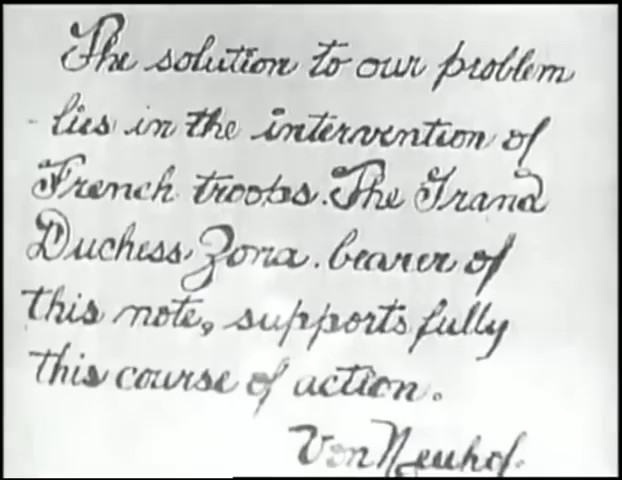 The solution to our problem
lies in the intervention of
French troops. The Grand
Duchess Zona. bearer of
this note, supports fully
this course of action.
Von Neuhof.